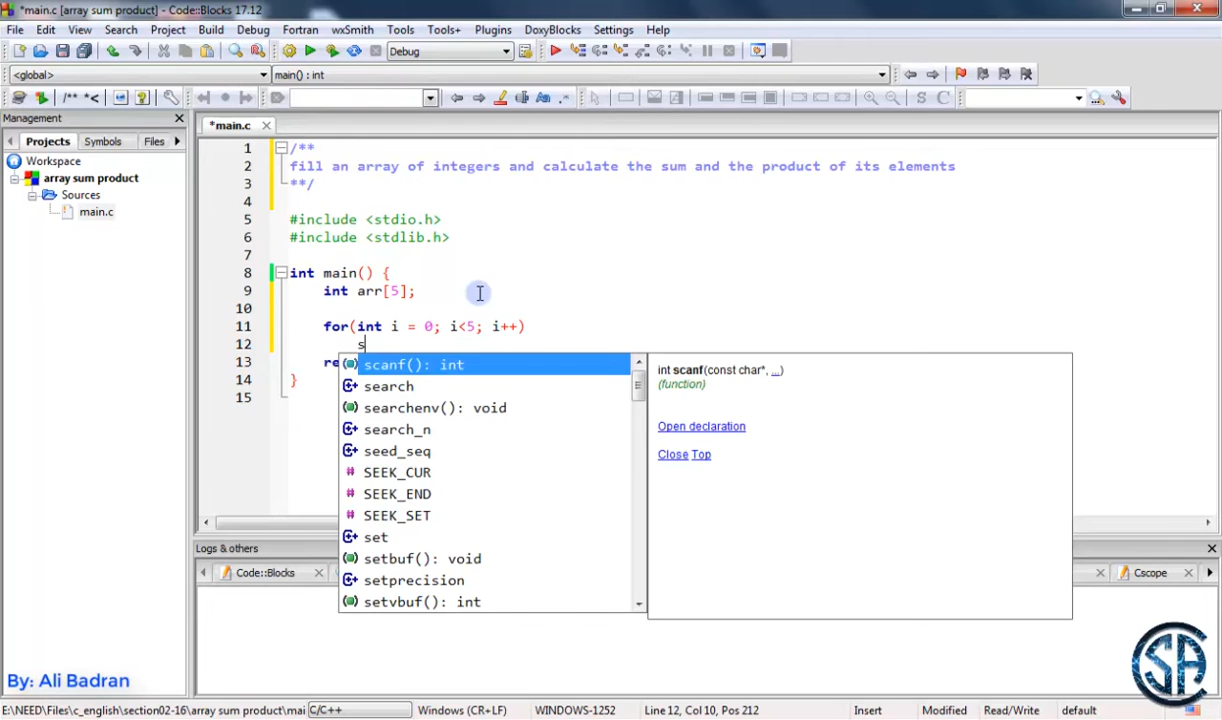 *main.c [array sum product] - Code::Blocks 17.12
File Edit View Search Project Build Debug Fortran wxSmith Tools Tools+ Plugins DoxyBlocks Settings Help
Debug
<global> main() : int
/** *<
S C
Management
*main.c
Projects Symbols Files
Workspace
array sum product
Sources
main.c
1 /**
2 fill an array of integers and calculate the sum and the product of its elements
3 **/
4
5 #include <stdio.h>
6 #include <stdlib.h>
7
8 int main() {
9 int arr[5];
10
11 for(int i = 0; i<5; i++)
12 s
13 re
14 }
15
scanf(): int
search
searchenv(): void
search_n
seed_seq
SEEK_CUR
SEEK_END
SEEK_SET
set
setbuf(): void
setprecision
setvbuf(): int
int scanf(const char*, ...)
(function)
Open declaration
Close Top
Logs & others
Code::Blocks
Cscope
By: Ali Badran
SA
E:\NEED\Files\c_english\section02-16\array sum product\mai C/C++ Windows (CR+LF) WINDOWS-1252 Line 12, Col 10, Pos 212 Insert Modified Read/Write default